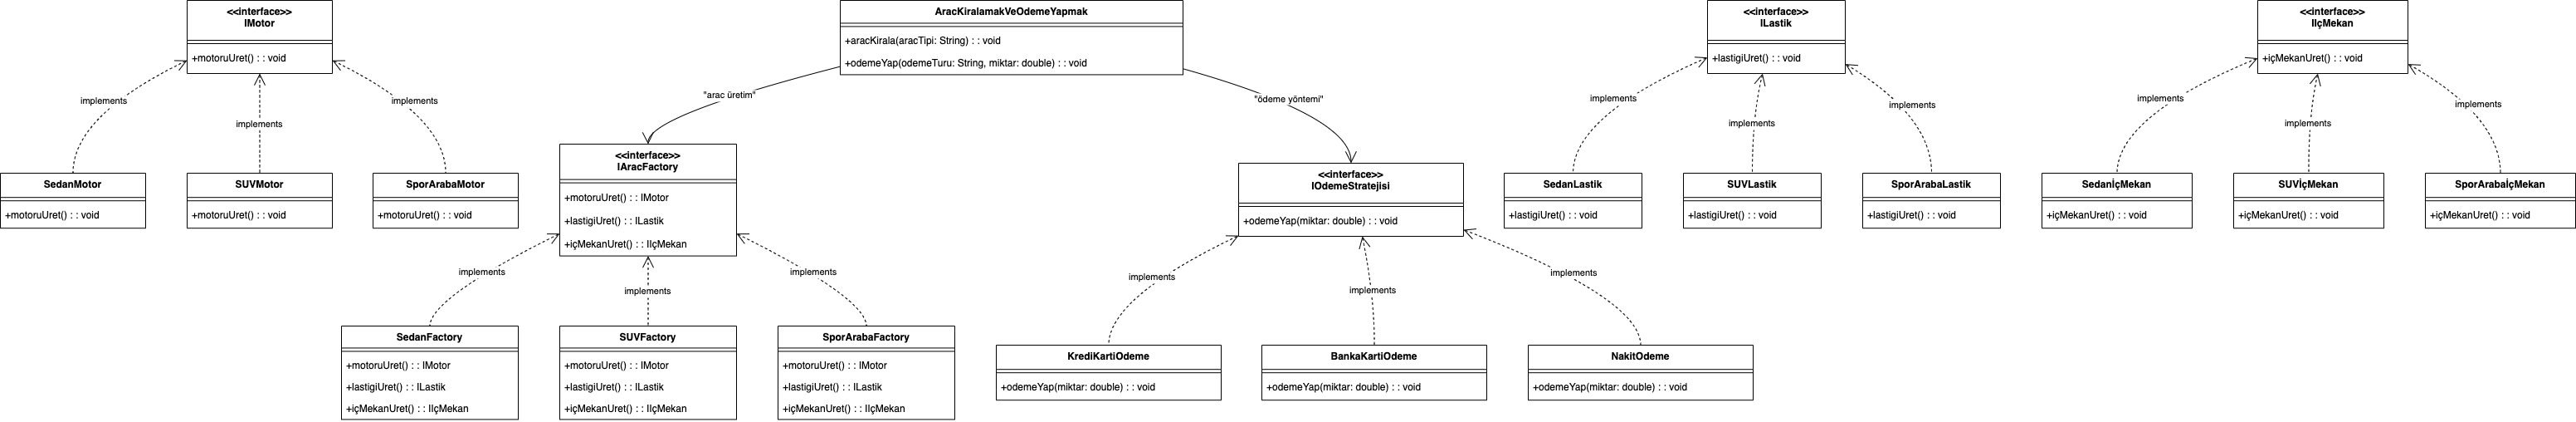 <<interface>>
IMotor
+motoruUret() : : void
implements
implements
implements
SedanMotor
+motoruUret() : : void
SUVMotor
+motoruUret() : : void
SporArabaMotor
+motoruUret() : : void
AracKiralamakVeOdemeYapmak
+aracKirala(aracTipi: String) : : void
+odemeYap(odemeTuru: String, miktar: double) : : void
"arac üretim"
"ödeme yöntemi"
<<interface>>
IAracFactory
+motoruUret() : : IMotor
+lastigiUret() : : ILastik
+içMekanUret() : : IIçMekan
implements
implements
implements
SedanFactory
+motoruUret() : : IMotor
+lastigiUret() : : ILastik
+içMekanUret() : : IIçMekan
SUVFactory
+motoruUret() : : IMotor
+lastigiUret() : : ILastik
+içMekanUret() : : IIçMekan
SporArabaFactory
+motoruUret() : : IMotor
+lastigiUret() : : ILastik
+içMekanUret() : : IIçMekan
<<interface>>
IOdemeStratejisi
+odemeYap(miktar: double) : : void
implements
implements
implements
KrediKartiOdeme
+odemeYap(miktar: double) : : void
BankaKartiOdeme
+odemeYap(miktar: double) : : void
NakitOdeme
+odemeYap(miktar: double) : : void
<<interface>>
ILastik
+lastigiUret() : : void
implements
implements
implements
SedanLastik
+lastigiUret() : : void
SUVLastik
+lastigiUret() : : void
SporArabaLastik
+lastigiUret() : : void
<<interface>>
IIçMekan
+içMekanUret() : : void
implements
implements
implements
SedanİçMekan
+içMekanUret() : : void
SUVİçMekan
+içMekanUret() : : void
SporArabaİçMekan
+içMekanUret() : : void